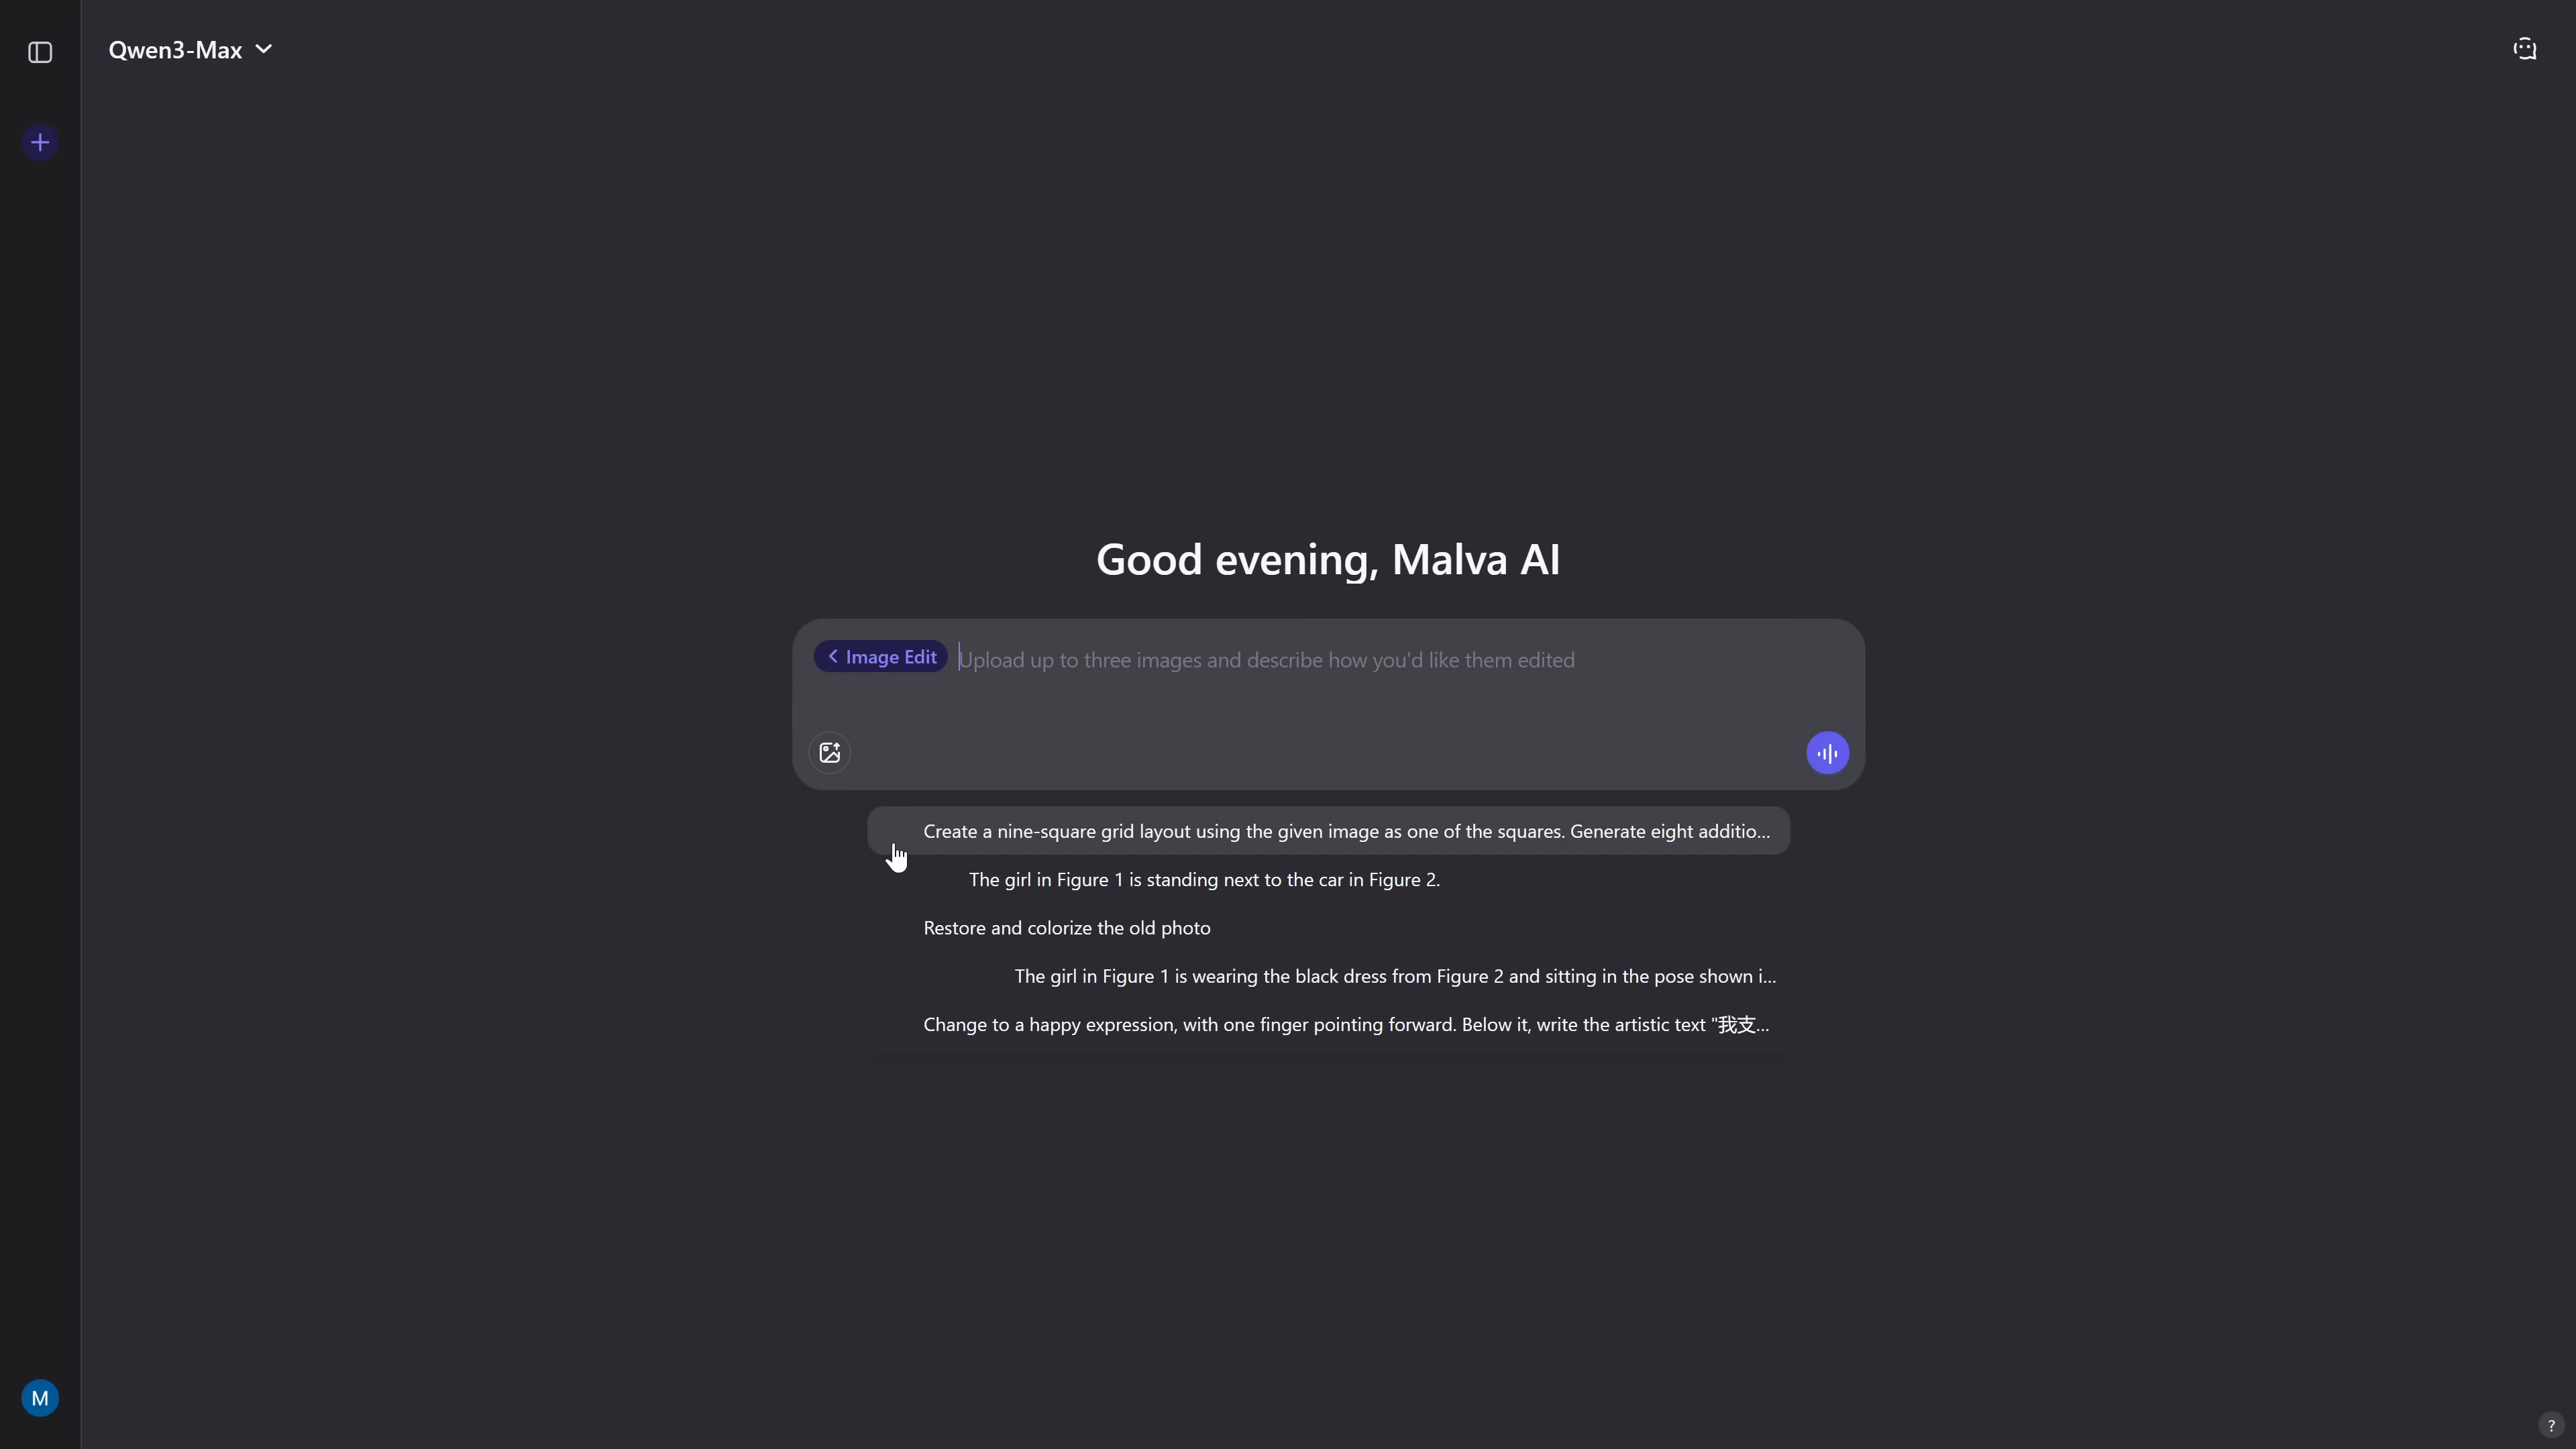 Qwen3-Max
Good evening, Malva AI
Image Edit Upload up to three images and describe how you'd like them edited
Create a nine-square grid layout using the given image as one of the squares. Generate eight additio...
The girl in Figure 1 is standing next to the car in Figure 2.
Restore and colorize the old photo
The girl in Figure 1 is wearing the black dress from Figure 2 and sitting in the pose shown i...
Change to a happy expression, with one finger pointing forward. Below it, write the artistic text "我支...
M
?